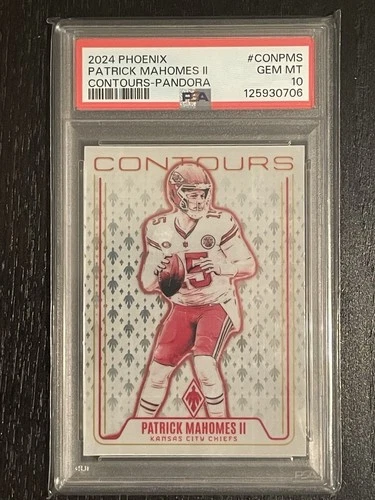 2024 PHOENIX #CONPMS
PATRICK MAHOMES II GEM MT
CONTOURS-PANDORA 10
PSA 125930706
CONTOURS
15
15
PATRICK MAHOMES II
KANSAS CITY CHIEFS